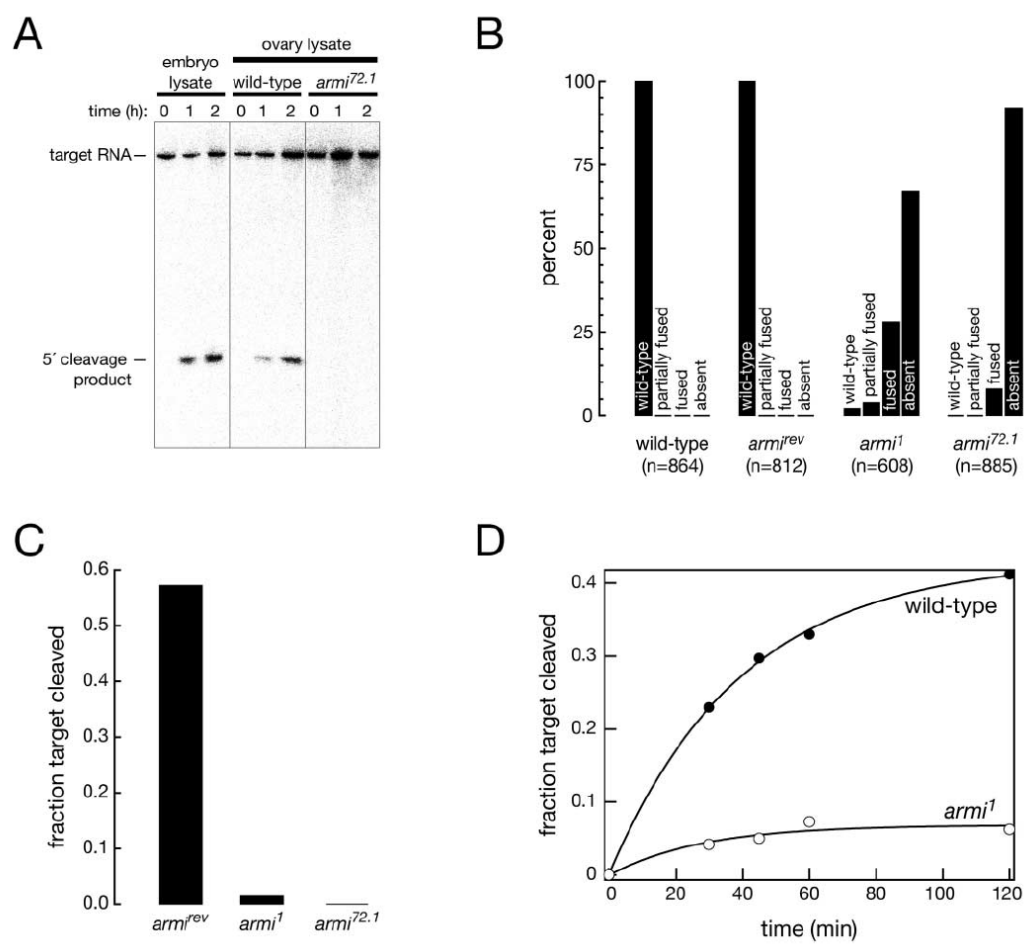 A
ovary lysate
embryo
lysate
wild-type
armi72.1
time (h): 0 1 2 0 1 2 0 1 2
target RNA
5´ cleavage
product
B
percent
100
75
50
25
0
wild-type
partially fused
fused
absent
wild-type
partially fused
fused
absent
wild-type
partially fused
fused
absent
wild-type
partially fused
fused
absent
wild-type
(n=864)
armirev
(n=812)
armi1
(n=608)
armi72.1
(n=885)
C
fraction target cleaved
0.6
0.5
0.4
0.3
0.2
0.1
0.0
armirev
armi1
armi72.1
D
fraction target cleaved
0.4
0.3
0.2
0.1
0
wild-type
armi1
0 20 40 60 80 100 120
time (min)